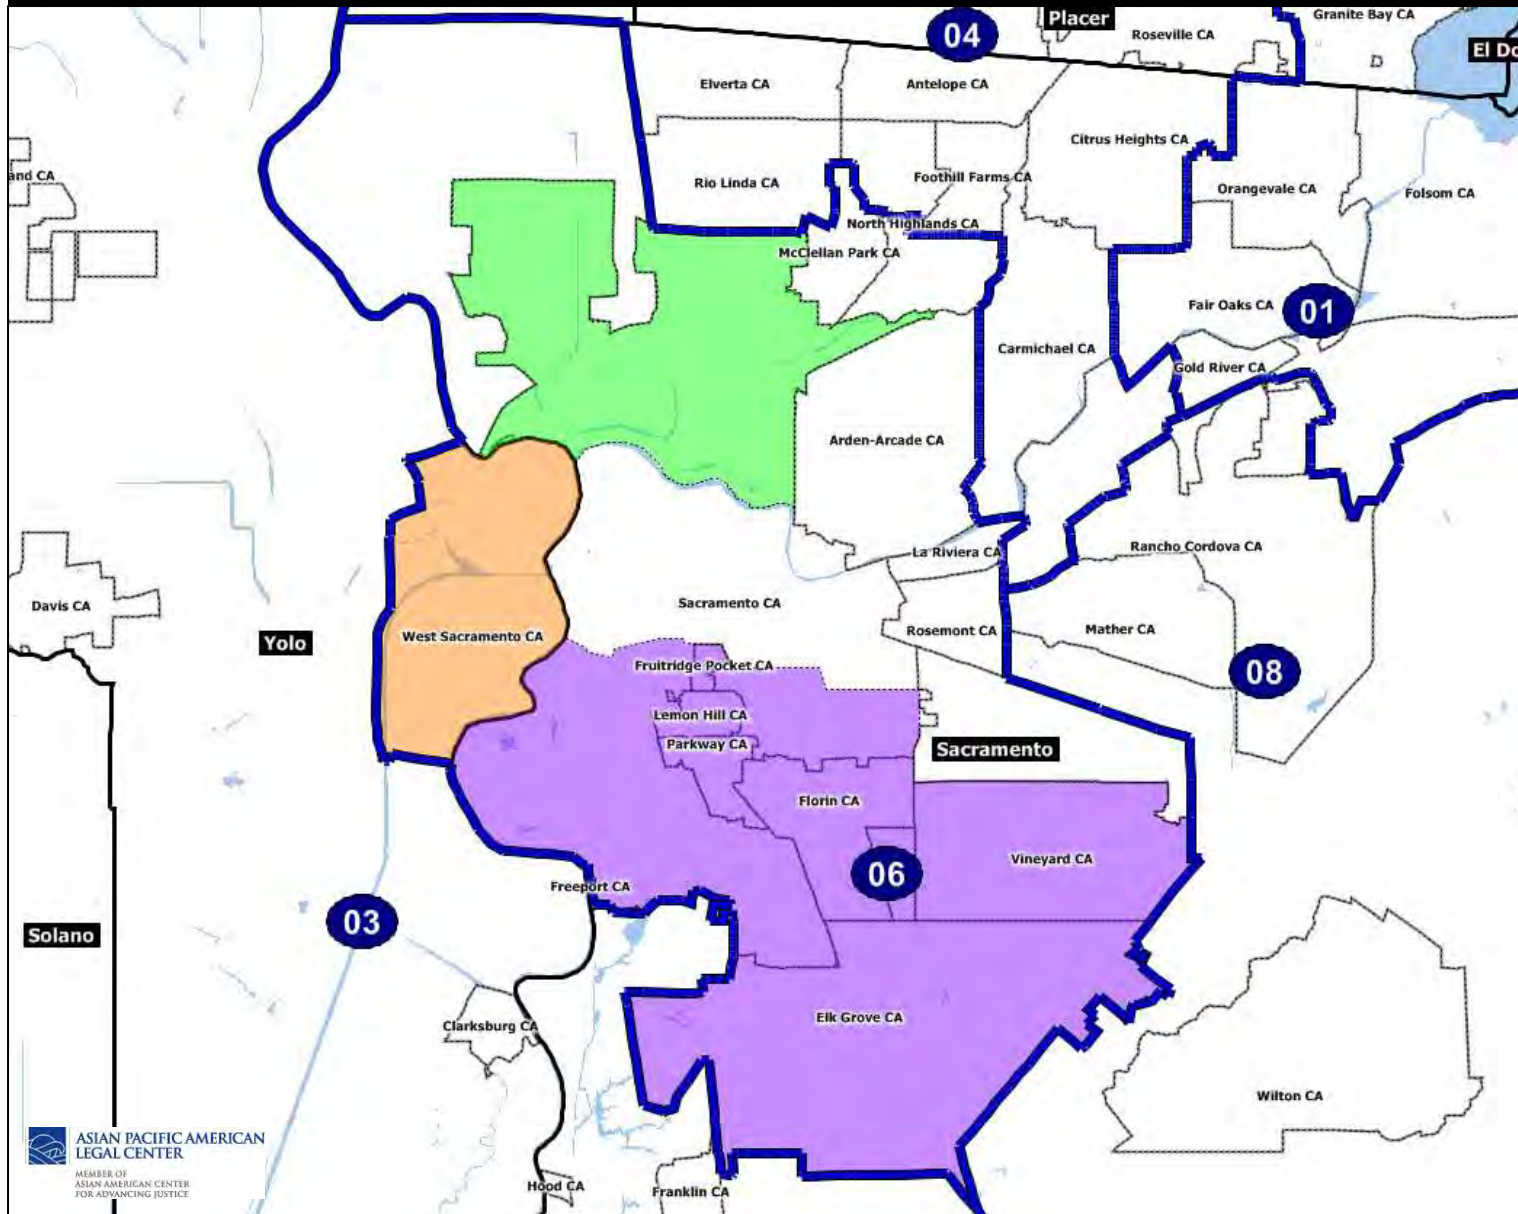 Placer
Granite Bay CA
04
Roseville CA
El Do
D
Elverta CA
Antelope CA
Citrus Heights CA
and CA
Rio Linda CA
Foothill Farms CA
Orangevale CA
Folsom CA
North Highlands CA
McClellan Park CA
Fair Oaks CA
01
Carmichael CA
Gold River CA
Arden-Arcade CA
La Riviera CA
Rancho Cordova CA
Davis CA
Sacramento CA
Yolo
West Sacramento CA
Rosemont CA
Mather CA
Fruitridge Pocket CA
08
Lemon Hill CA
Parkway CA
Sacramento
Florin CA
Vineyard CA
06
Freeport CA
03
Solano
Elk Grove CA
Clarksburg CA
Wilton CA
ASIAN PACIFIC AMERICAN
LEGAL CENTER
MEMBER OF
ASIAN AMERICAN CENTER
FOR ADVANCING JUSTICE
Hood CA
Franklin CA